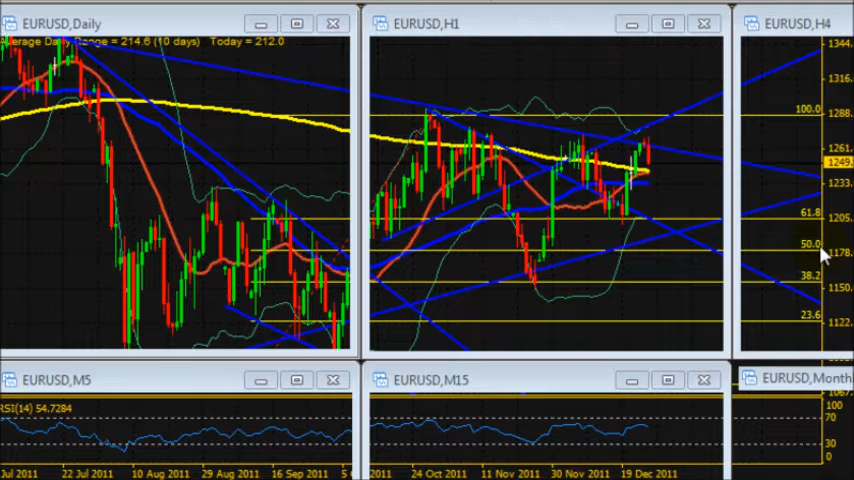 EURUSD,Daily
EURUSD,H1
EURUSD,H4
Average Daily Range = 214.6 (10 days) Today = 212.0
1344.
1316.
1288.
1261.
1249.
1233.
1205.
1178.
1150.
1122.
1067.
100.0
61.8
50.0
38.2
23.6
EURUSD,M5
EURUSD,M15
EURUSD,Month
RSI(14) 54.7284
100
70
30
0
Jul 2011 22 Jul 2011 10 Aug 2011 29 Aug 2011 16 Sep 2011 5
2011 24 Oct 2011 11 Nov 2011 30 Nov 2011 19 Dec 2011